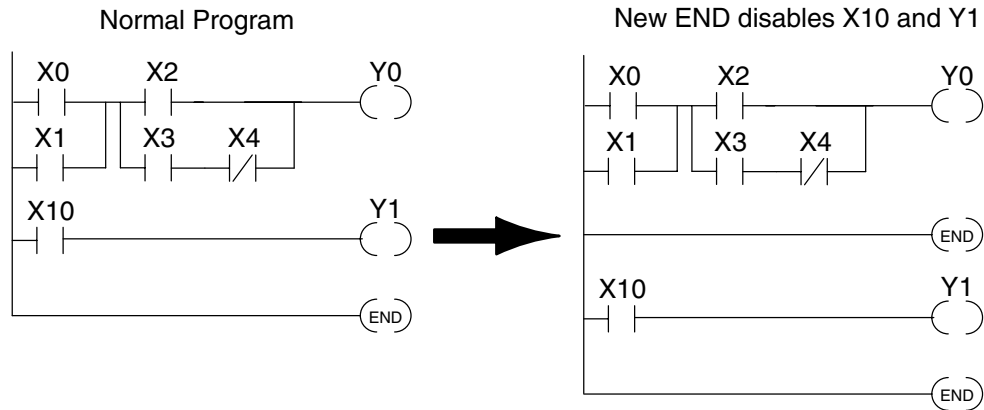 Normal Program
X0 X2 Y0
X1 X3 X4
X10 Y1
END
New END disables X10 and Y1
X0 X2 Y0
X1 X3 X4
END
X10 Y1
END